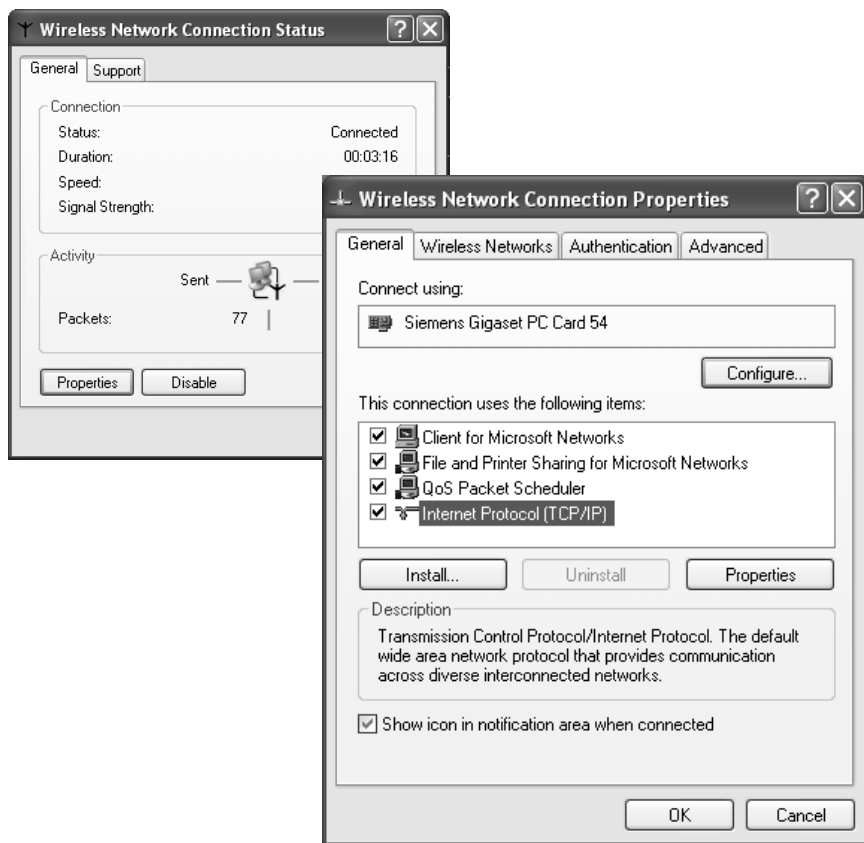 Wireless Network Connection Status
General Support
Connection
Status: Connected
Duration: 00:03:16
Speed:
Signal Strength:
Activity
Sent
Packets: 77
Properties Disable
Wireless Network Connection Properties
General Wireless Networks Authentication Advanced
Connect using:
Siemens Gigaset PC Card 54
Configure...
This connection uses the following items:
Client for Microsoft Networks
File and Printer Sharing for Microsoft Networks
QoS Packet Scheduler
Internet Protocol (TCP/IP)
Install... Uninstall Properties
Description
Transmission Control Protocol/Internet Protocol. The default
wide area network protocol that provides communication
across diverse interconnected networks.
Show icon in notification area when connected
OK Cancel